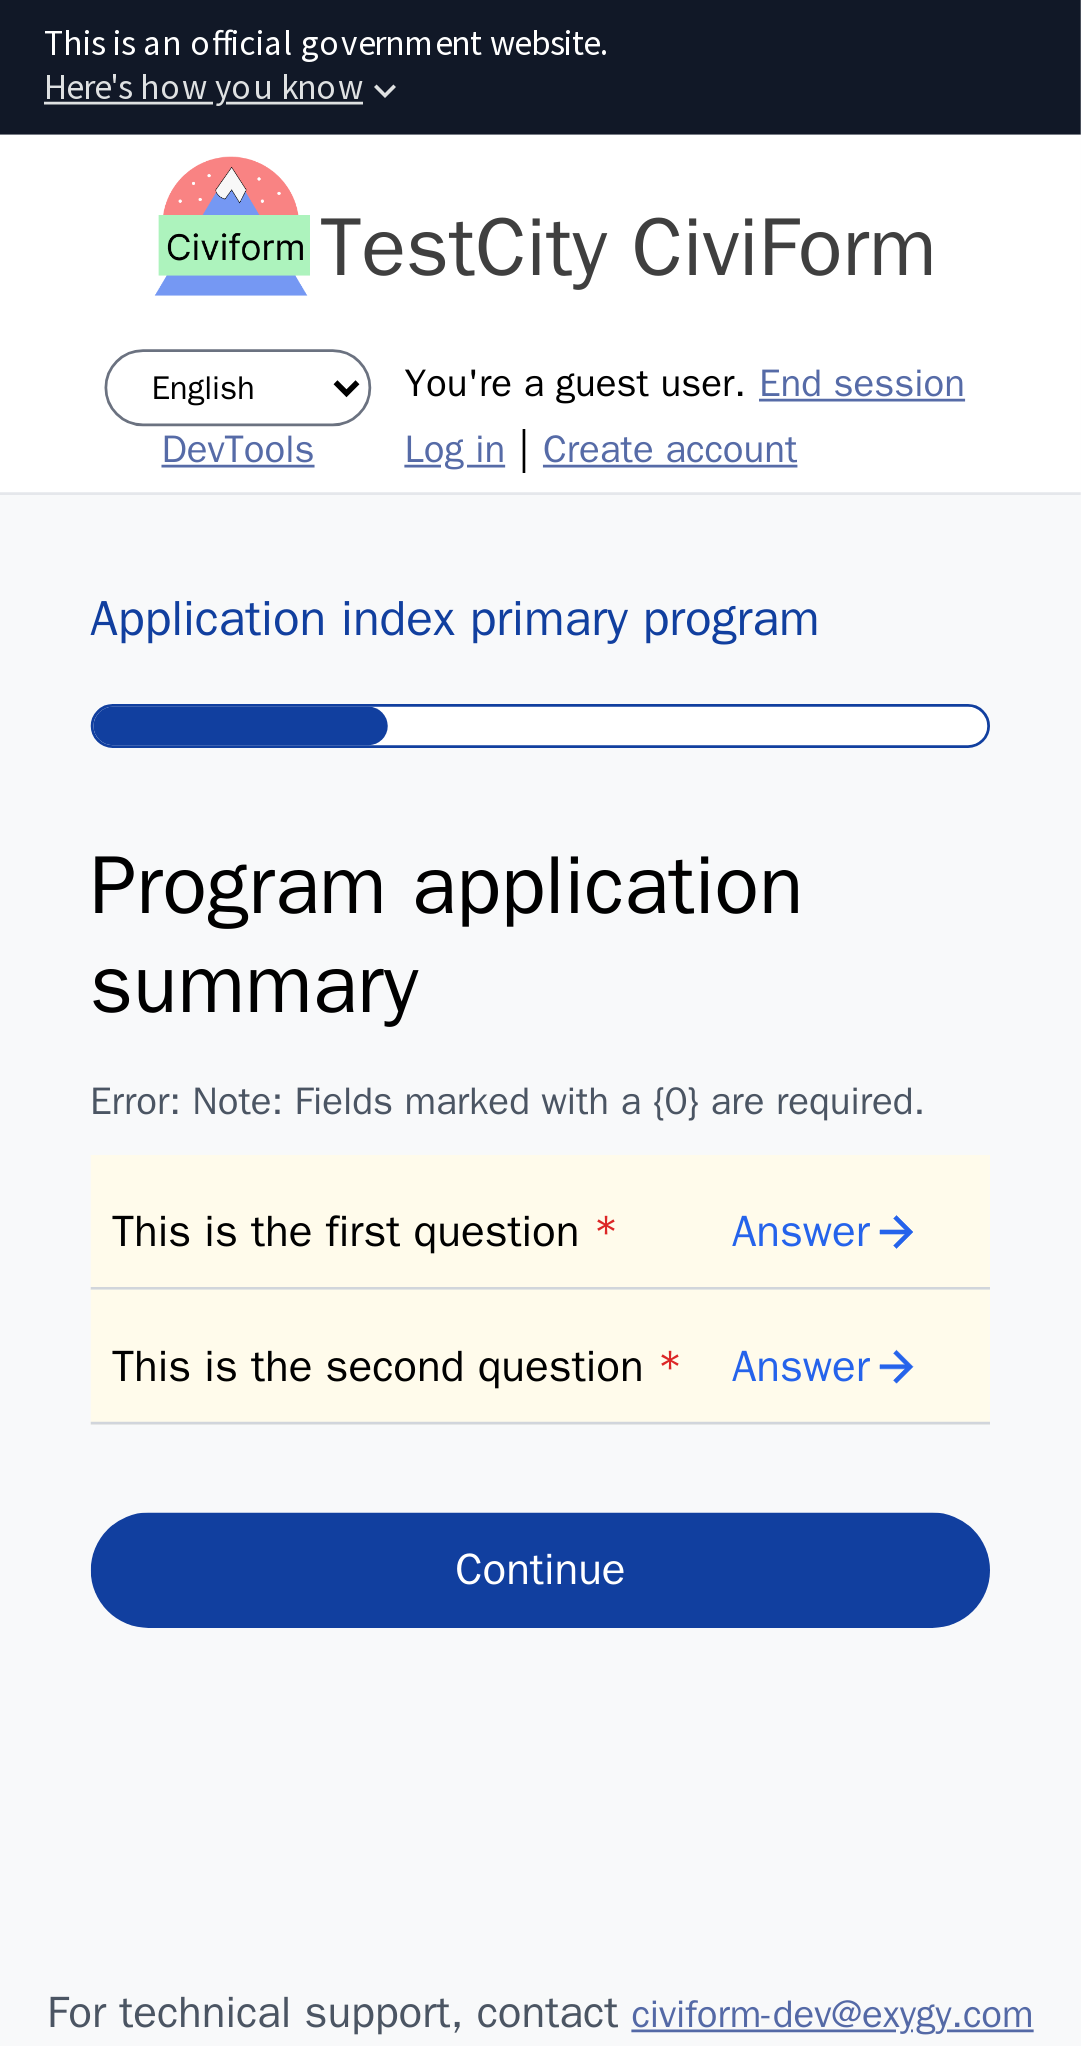 This is an official government website.
Here's how you know
Civiform
TestCity CiviForm
English
You're a guest user. End session
DevTools
Log in | Create account
Application index primary program
Program application
summary
Error: Note: Fields marked with a {0} are required.
This is the first question *
Answer→
This is the second question *
Answer→
Continue
For technical support, contact civiform-dev@exygy.com